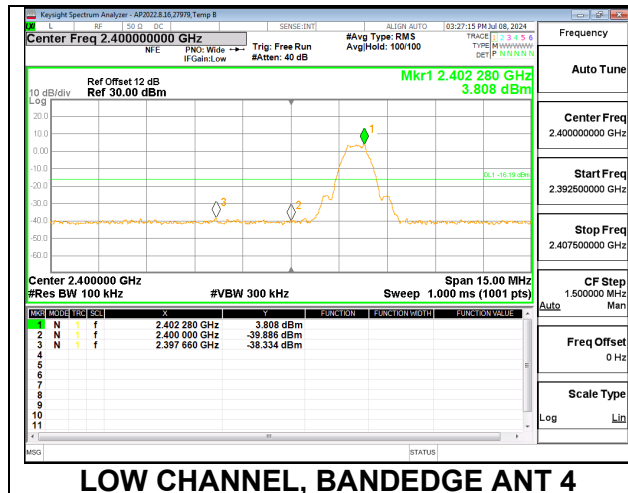 Keysight Spectrum Analyzer - AP2022.8.16,27979,Temp B
L RF 50 Ω DC SENSE:INT ALIGN AUTO 03:27:15 PM Jul 08, 2024
Center Freq 2.400000000 GHz
NFE PNO: Wide Trig: Free Run #Avg Type: RMS TRACE 1 2 3 4 5 6
IFGain:Low #Atten: 40 dB Avg|Hold: 100/100 TYPE M WWWWW
DET P N N N N N
Ref Offset 12 dB
10 dB/div Ref 30.00 dBm
Log
Mkr1 2.402 280 GHz
3.808 dBm
20.0
10.0
0.00
-10.0
-20.0
-30.0
-40.0
-50.0
-60.0
1
2
3
DL1 -16.19 dBm
Center 2.400000 GHz Span 15.00 MHz
#Res BW 100 kHz #VBW 300 kHz Sweep 1.000 ms (1001 pts)
MKR MODE TRC SCL X Y FUNCTION FUNCTION WIDTH FUNCTION VALUE
1 N 1 f 2.402 280 GHz 3.808 dBm
2 N 1 f 2.400 000 GHz -39.886 dBm
3 N 1 f 2.397 660 GHz -38.334 dBm
4
5
6
7
8
9
10
11
MSG STATUS
Frequency
Auto Tune
Center Freq
2.400000000 GHz
Start Freq
2.392500000 GHz
Stop Freq
2.407500000 GHz
CF Step
1.500000 MHz
Auto Man
Freq Offset
0 Hz
Scale Type
Log Lin
LOW CHANNEL, BANDEDGE ANT 4